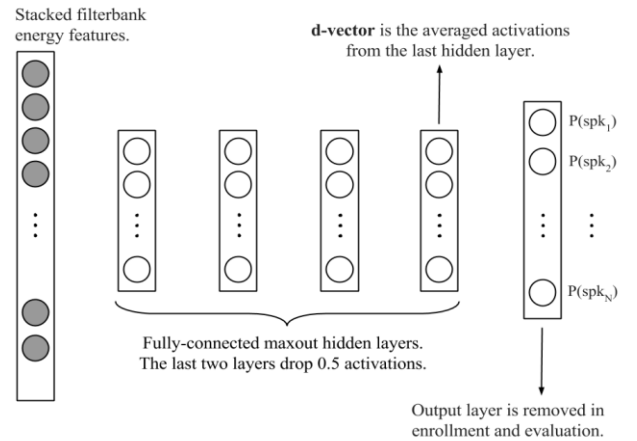 Stacked filterbank
energy features.
d-vector is the averaged activations
from the last hidden layer.
P(spk₁)
P(spk₂)
P(spk_N)
Fully-connected maxout hidden layers.
The last two layers drop 0.5 activations.
Output layer is removed in
enrollment and evaluation.